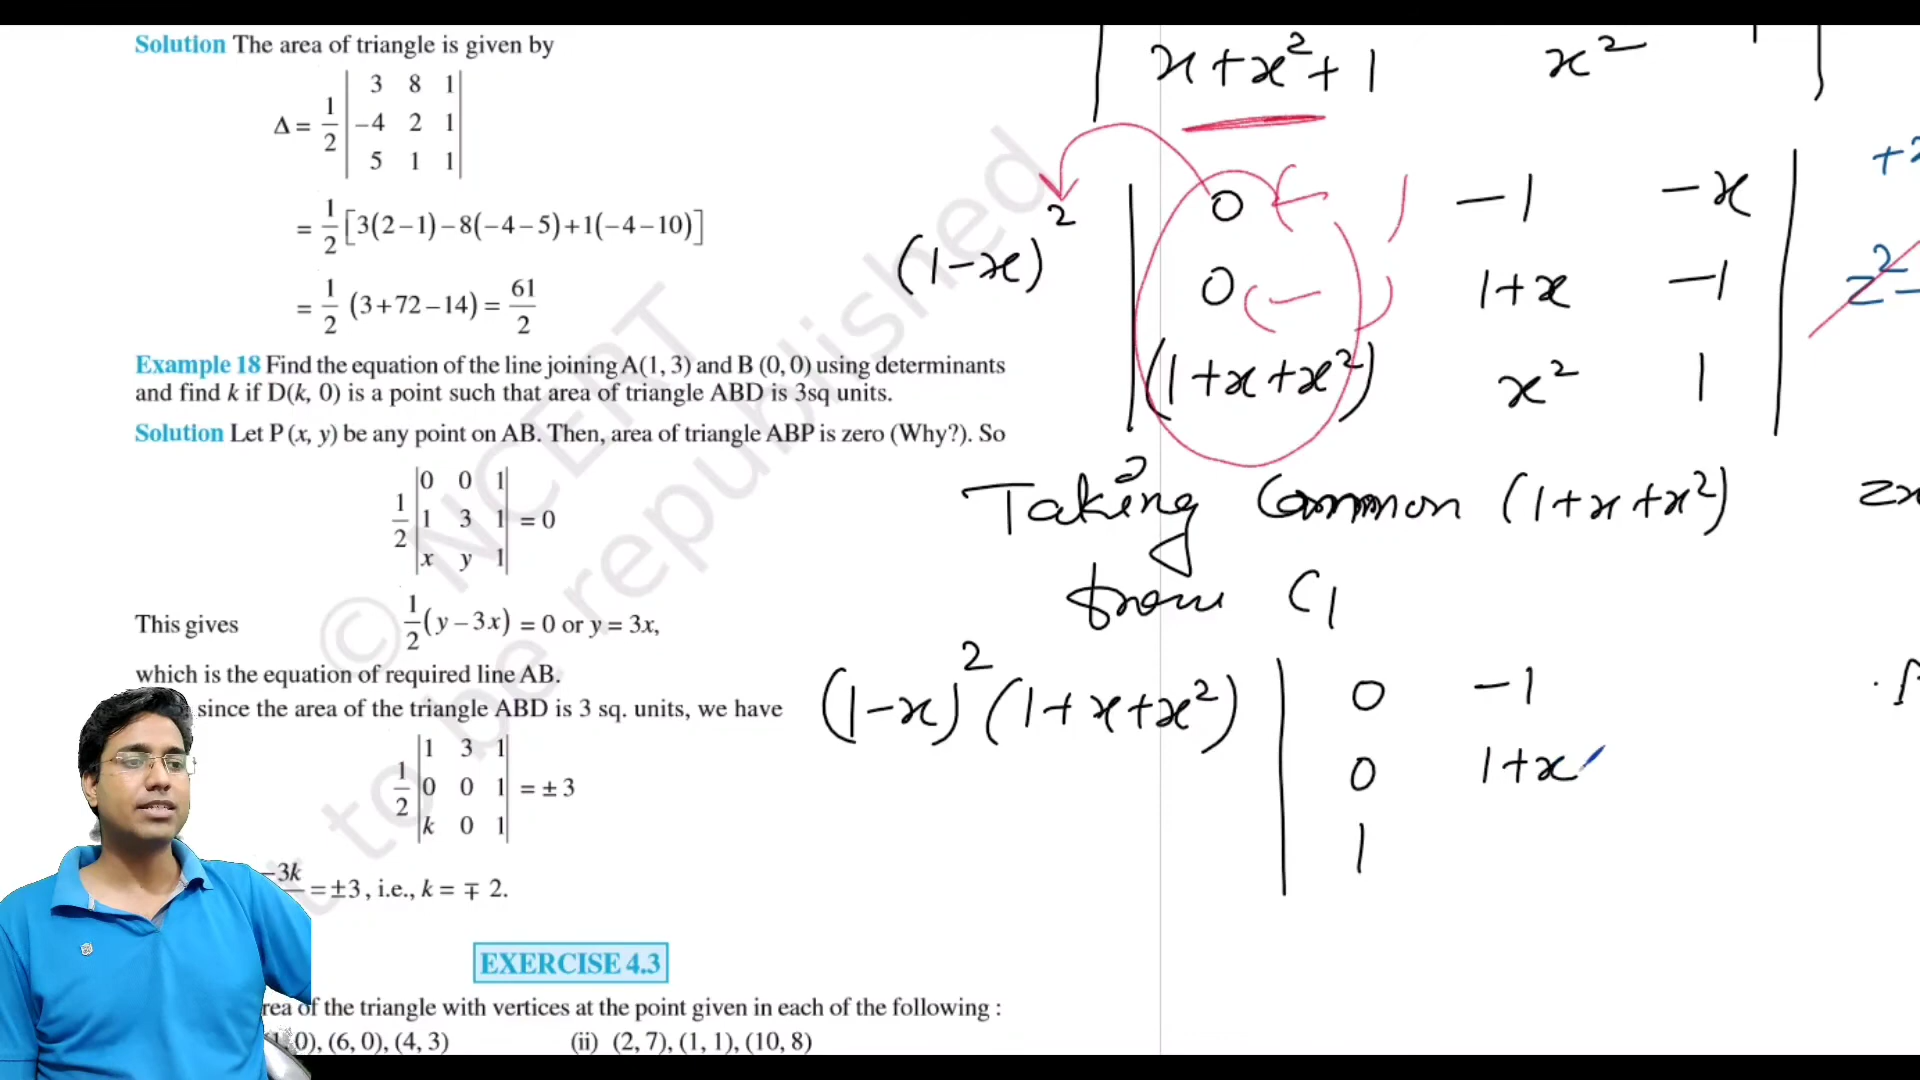 Solution The area of triangle is given by
Δ = 1/2 | 3 8 1 |
| −4 2 1 |
| 5 1 1 |
= 1/2 [3(2−1)−8(−4−5)+1(−4−10)]
= 1/2 (3+72−14) = 61/2
Example 18 Find the equation of the line joining A(1, 3) and B (0, 0) using determinants
and find k if D(k, 0) is a point such that area of triangle ABD is 3sq units.
Solution Let P (x, y) be any point on AB. Then, area of triangle ABP is zero (Why?). So
1/2 | 0 0 1 |
| 1 3 1 | = 0
| x y 1 |
This gives 1/2 (y − 3x) = 0 or y = 3x,
which is the equation of required line AB.
since the area of the triangle ABD is 3 sq. units, we have
1/2 | 1 3 1 |
| 0 0 1 | = ± 3
| k 0 1 |
−3k = ±3, i.e., k = ∓ 2.
EXERCISE 4.3
rea of the triangle with vertices at the point given in each of the following :
0), (6, 0), (4, 3) (ii) (2, 7), (1, 1), (10, 8)
© NCERT
to be republished
x+x²+1 x²
(1−x)² | 0 −1 −x |
| 0 1+x −1 |
| (1+x+x²) x² 1 |
Taking Common (1+x+x²)
from C1
(1−x)² (1+x+x²) | 0 −1
| 0 1+x
| 1